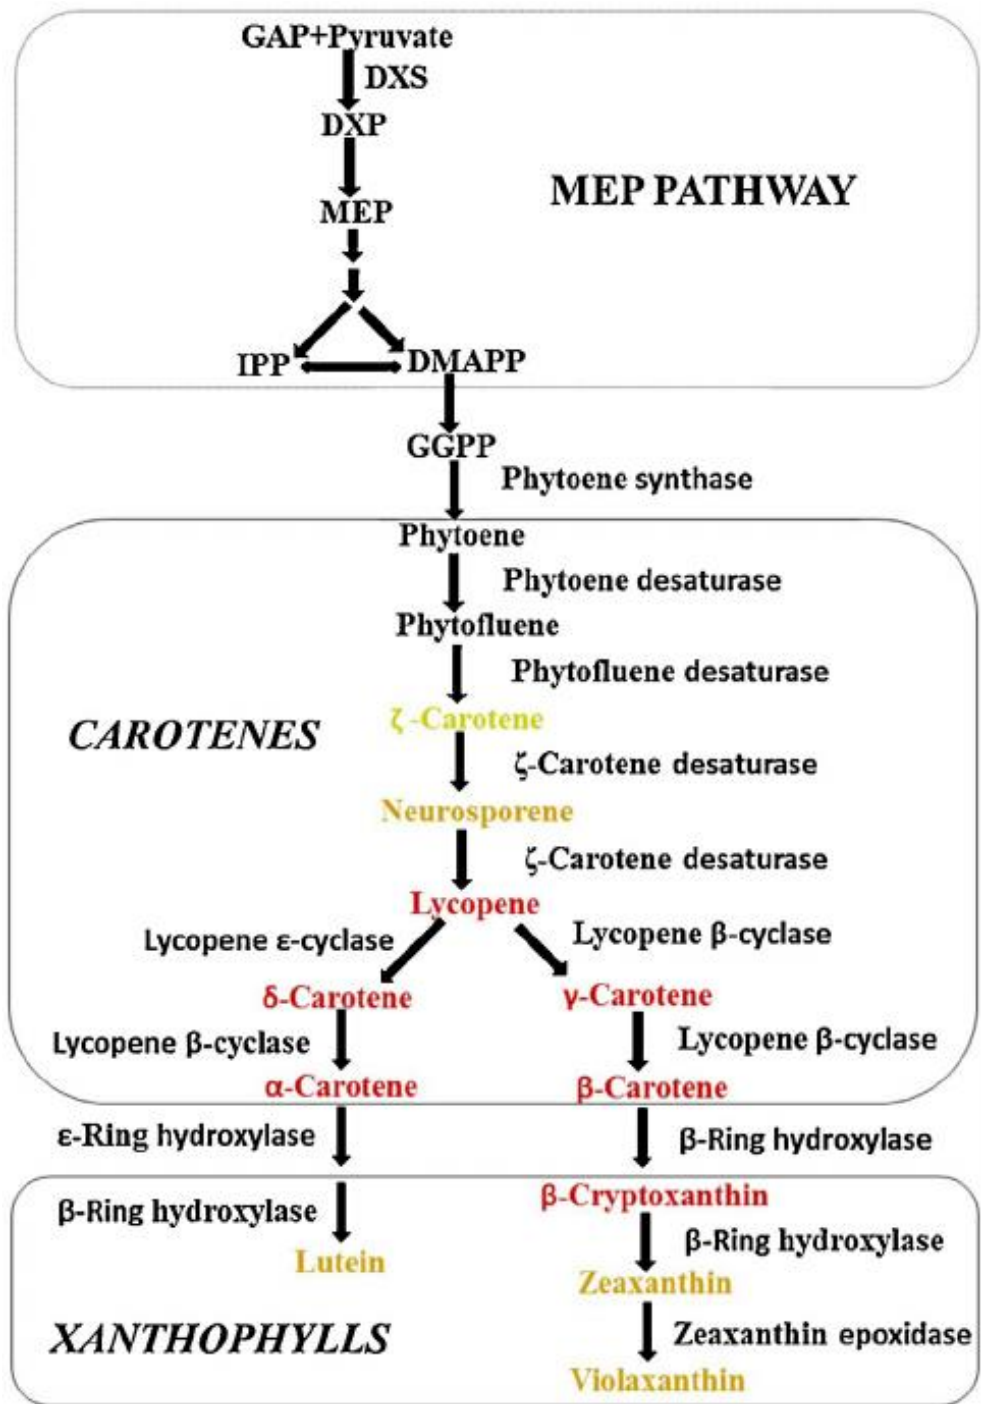 GAP+Pyruvate
DXS
DXP
MEP PATHWAY
MEP
IPP
DMAPP
GGPP
Phytoene synthase
Phytoene
Phytoene desaturase
Phytofluene
Phytofluene desaturase
ζ -Carotene
CAROTENES
ζ-Carotene desaturase
Neurosporene
ζ-Carotene desaturase
Lycopene
Lycopene ε-cyclase
Lycopene β-cyclase
δ-Carotene
γ-Carotene
Lycopene β-cyclase
Lycopene β-cyclase
α-Carotene
β-Carotene
ε-Ring hydroxylase
β-Ring hydroxylase
β-Ring hydroxylase
β-Cryptoxanthin
β-Ring hydroxylase
Lutein
Zeaxanthin
XANTHOPHYLLS
Zeaxanthin epoxidase
Violaxanthin